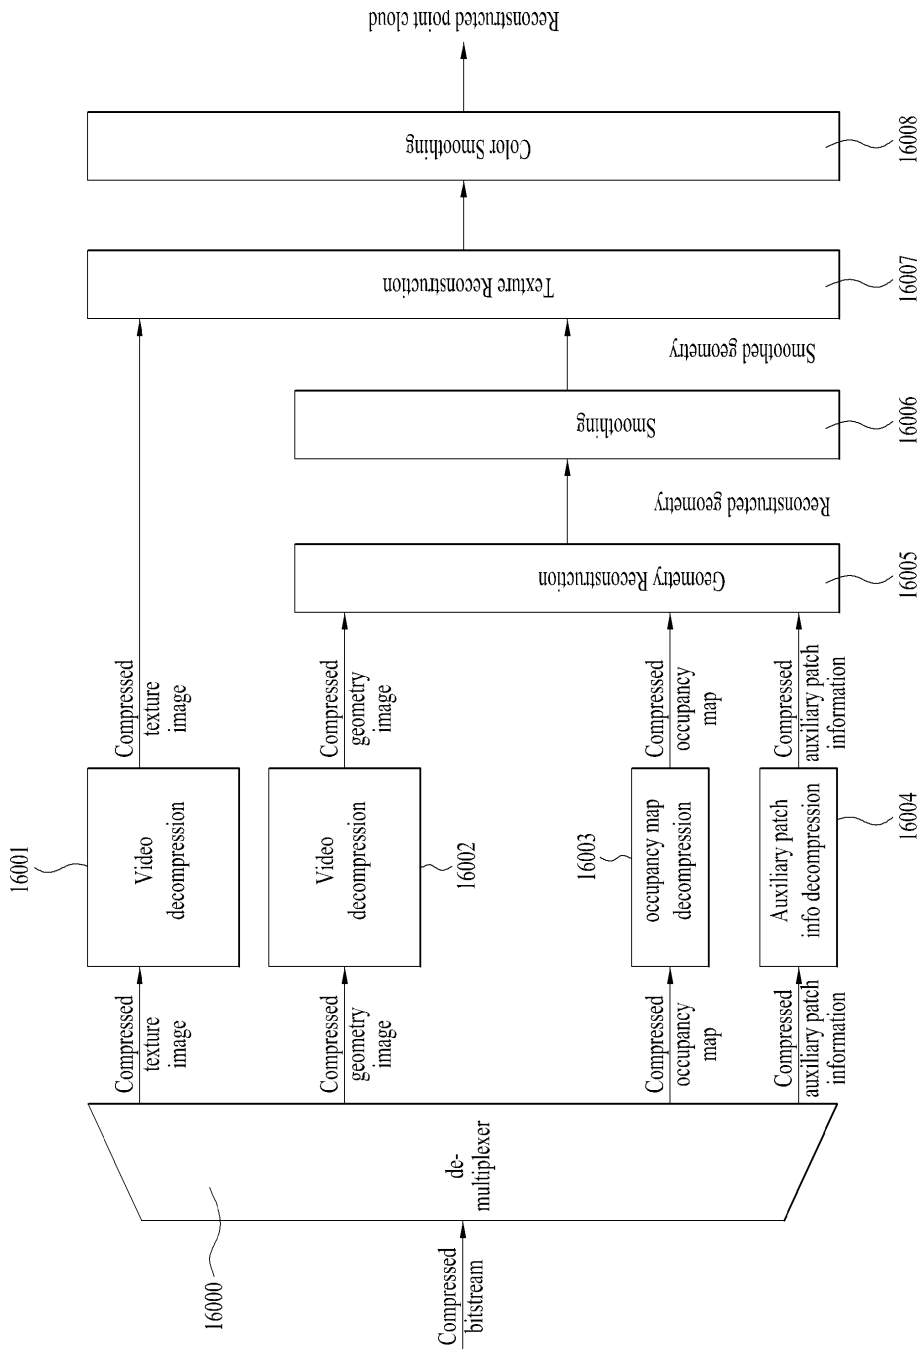 Compressed
bitstream
16000
de-
multiplexer
Compressed
texture
image
Compressed
geometry
image
Compressed
occupancy
map
Compressed
auxiliary patch
information
16001
Video
decompression
Video
decompression
16002
16003
occupancy map
decompression
Auxiliary patch
info decompression
16004
Compressed
texture
image
Compressed
geometry
image
Compressed
occupancy
map
Compressed
auxiliary patch
information
Geometry Reconstruction
16005
Reconstructed geometry
Smoothing
16006
Smoothed geometry
Texture Reconstruction
16007
Color Smoothing
16008
Reconstructed point cloud